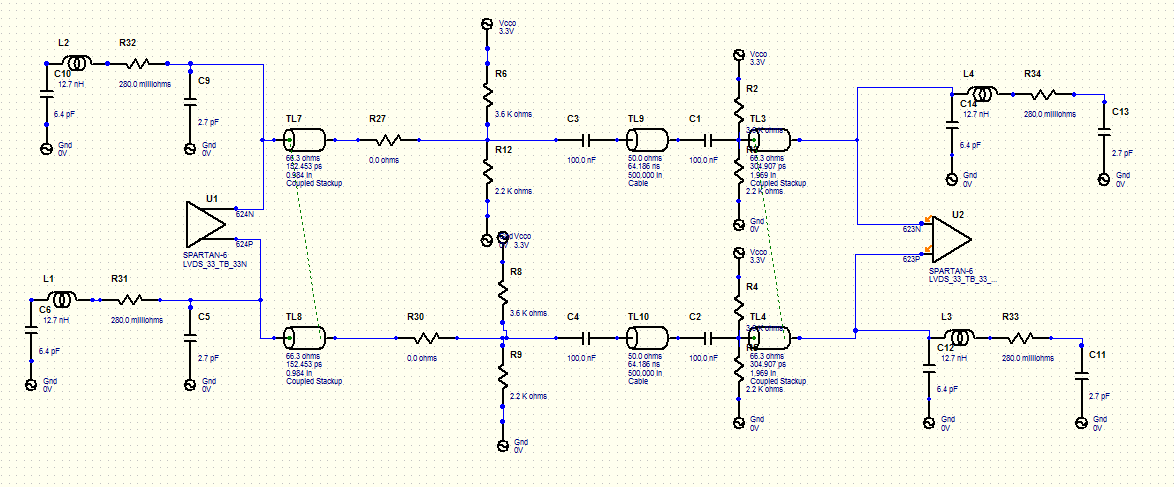 L2
R32
C10
12.7 nH
280.0 milliohms
C9
6.4 pF
2.7 pF
Gnd
0V
Gnd
0V
U1
624N
624P
SPARTAN-6
LVDS_33_TB_33N
L1
R31
C6
12.7 nH
280.0 milliohms
C5
6.4 pF
2.7 pF
Gnd
0V
Gnd
0V
TL7
66.3 ohms
152.453 ps
0.984 in
Coupled Stackup
R27
0.0 ohms
Vcco
3.3V
R6
3.6 K ohms
R12
2.2 K ohms
C3
100.0 nF
TL9
50.0 ohms
64.186 ns
500.000 in
Cable
C1
100.0 nF
Vcco
3.3V
R2
TL3
66.3 ohms
304.907 ps
1.969 in
Coupled Stackup
2.2 K ohms
Gnd
0V
TL8
66.3 ohms
152.453 ps
0.984 in
Coupled Stackup
R30
0.0 ohms
Vcco
3.3V
R8
3.6 K ohms
R9
2.2 K ohms
Gnd
0V
C4
100.0 nF
TL10
50.0 ohms
64.186 ns
500.000 in
Cable
C2
100.0 nF
Vcco
3.3V
R4
TL4
66.3 ohms
304.907 ps
1.969 in
Coupled Stackup
2.2 K ohms
Gnd
0V
L4
R34
C14
12.7 nH
280.0 milliohms
C13
6.4 pF
2.7 pF
Gnd
0V
Gnd
0V
U2
623N
623P
SPARTAN-6
LVDS_33_TB_33_...
L3
R33
C12
12.7 nH
280.0 milliohms
C11
6.4 pF
2.7 pF
Gnd
0V
Gnd
0V